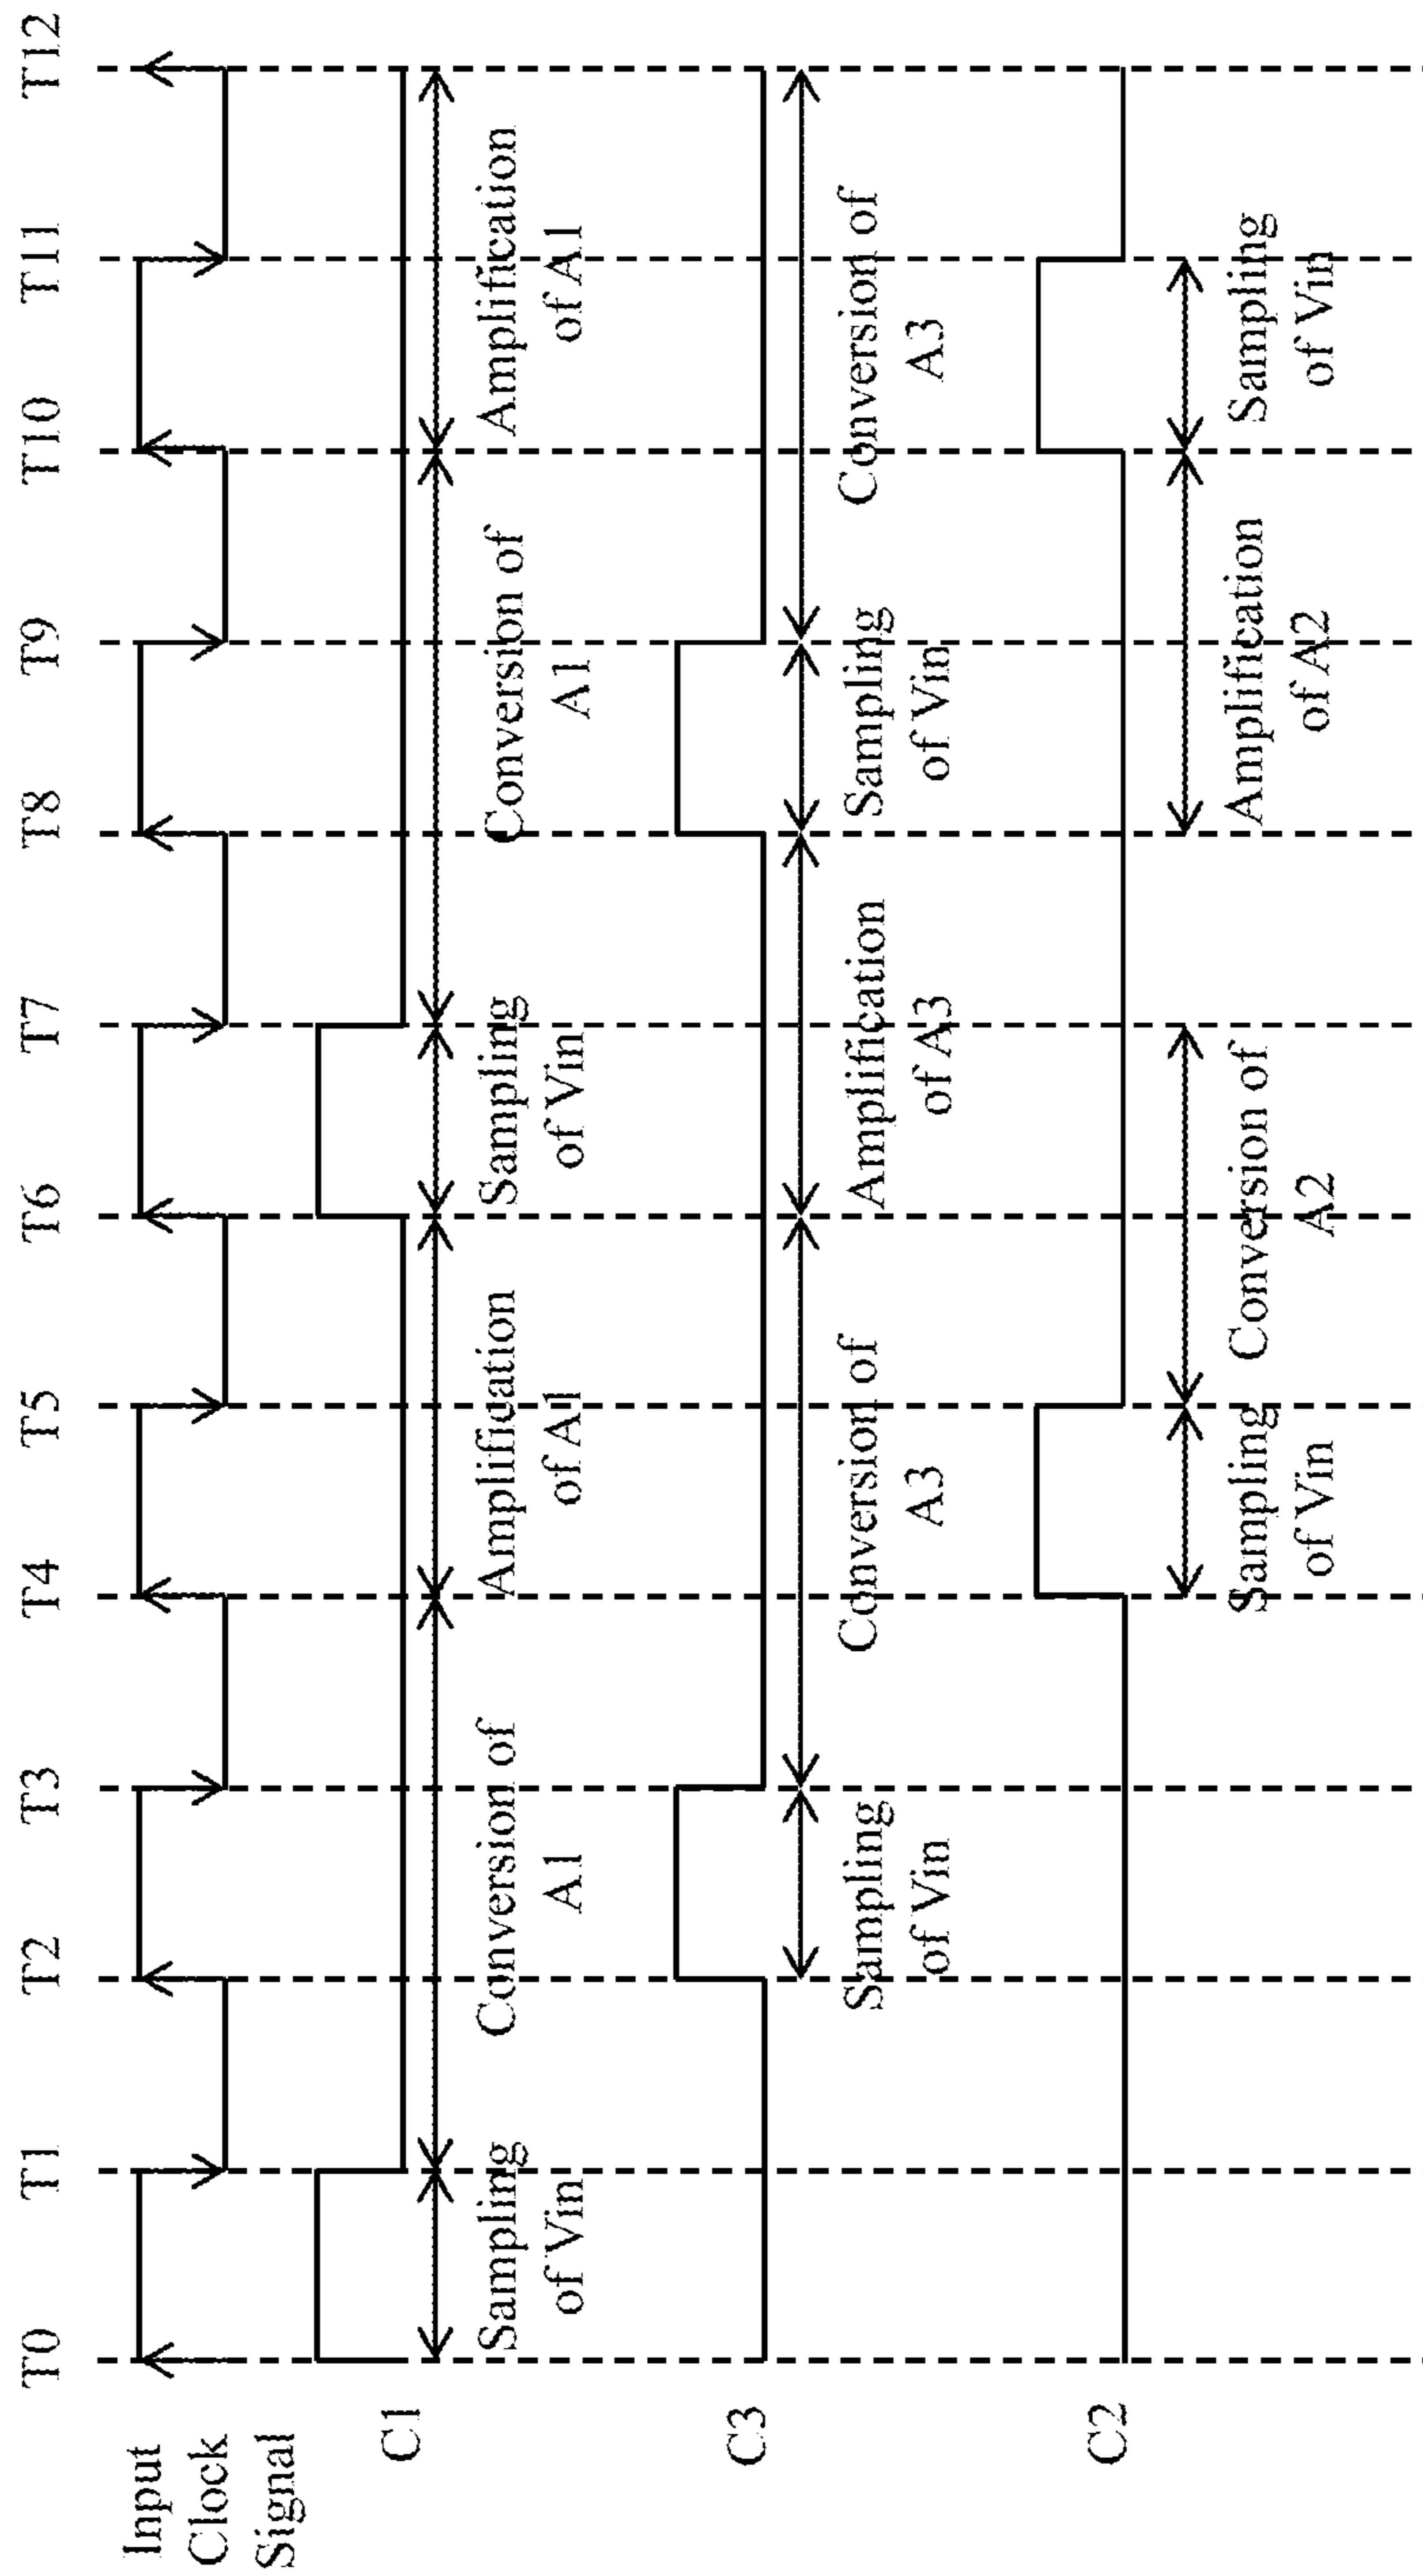 T0 T1 T2 T3 T4 T5 T6 T7 T8 T9 T10 T11 T12
Input
Clock
Signal
C1
Sampling
of Vin
Conversion of
A1
Amplification
of A1
Sampling
of Vin
Conversion of
A1
Amplification
of A1
C3
Sampling
of Vin
Conversion of
A3
Amplification
of A3
Sampling
of Vin
Conversion of
A3
C2
Sampling
of Vin
Conversion of
A2
Amplification
of A2
Sampling
of Vin